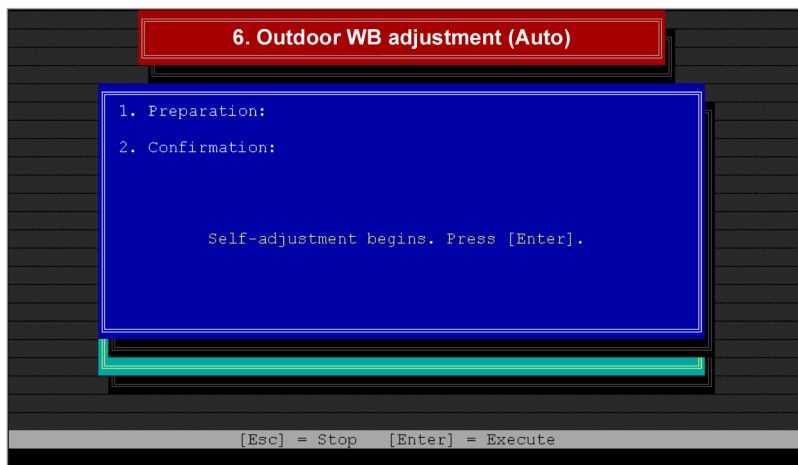 6. Outdoor WB adjustment (Auto)
1. Preparation:
2. Confirmation:
Self-adjustment begins. Press [Enter].
[Esc] = Stop [Enter] = Execute